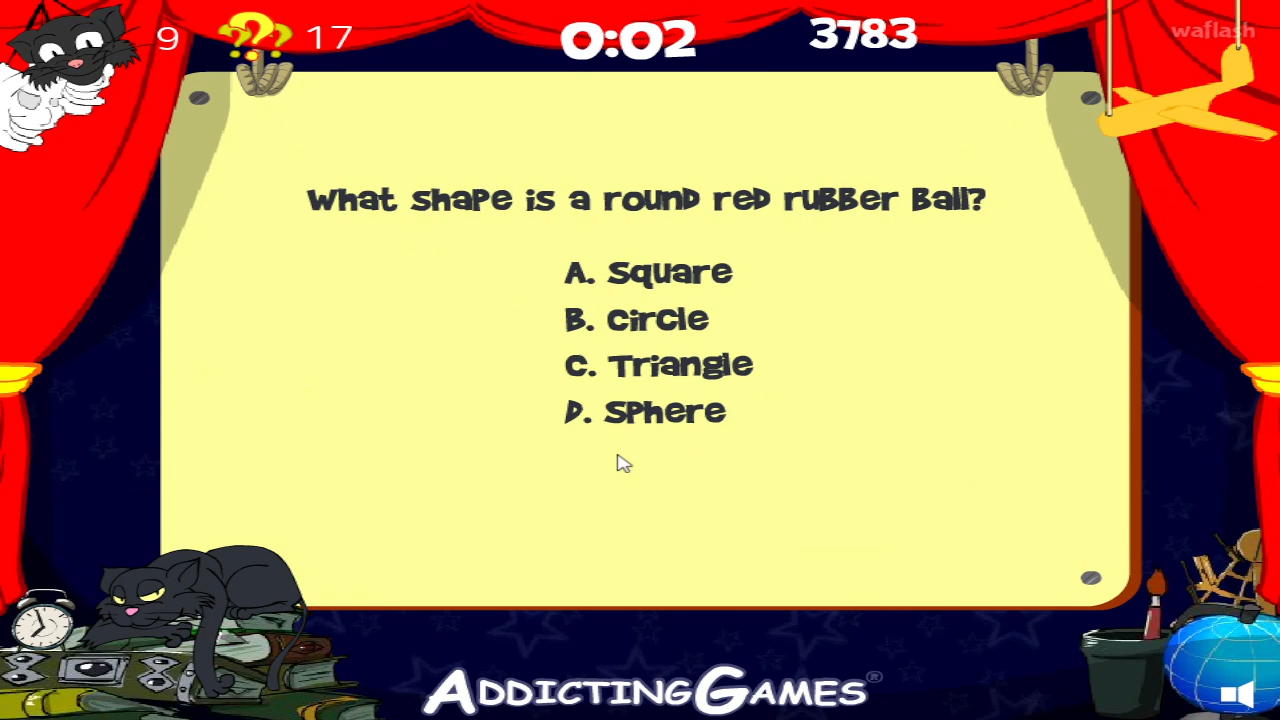 9 ??? 17 0:02 3783 waflash
What shape is a round red rubber ball?
A. Square
B. Circle
C. Triangle
D. Sphere
ADDICTINGGAMES®